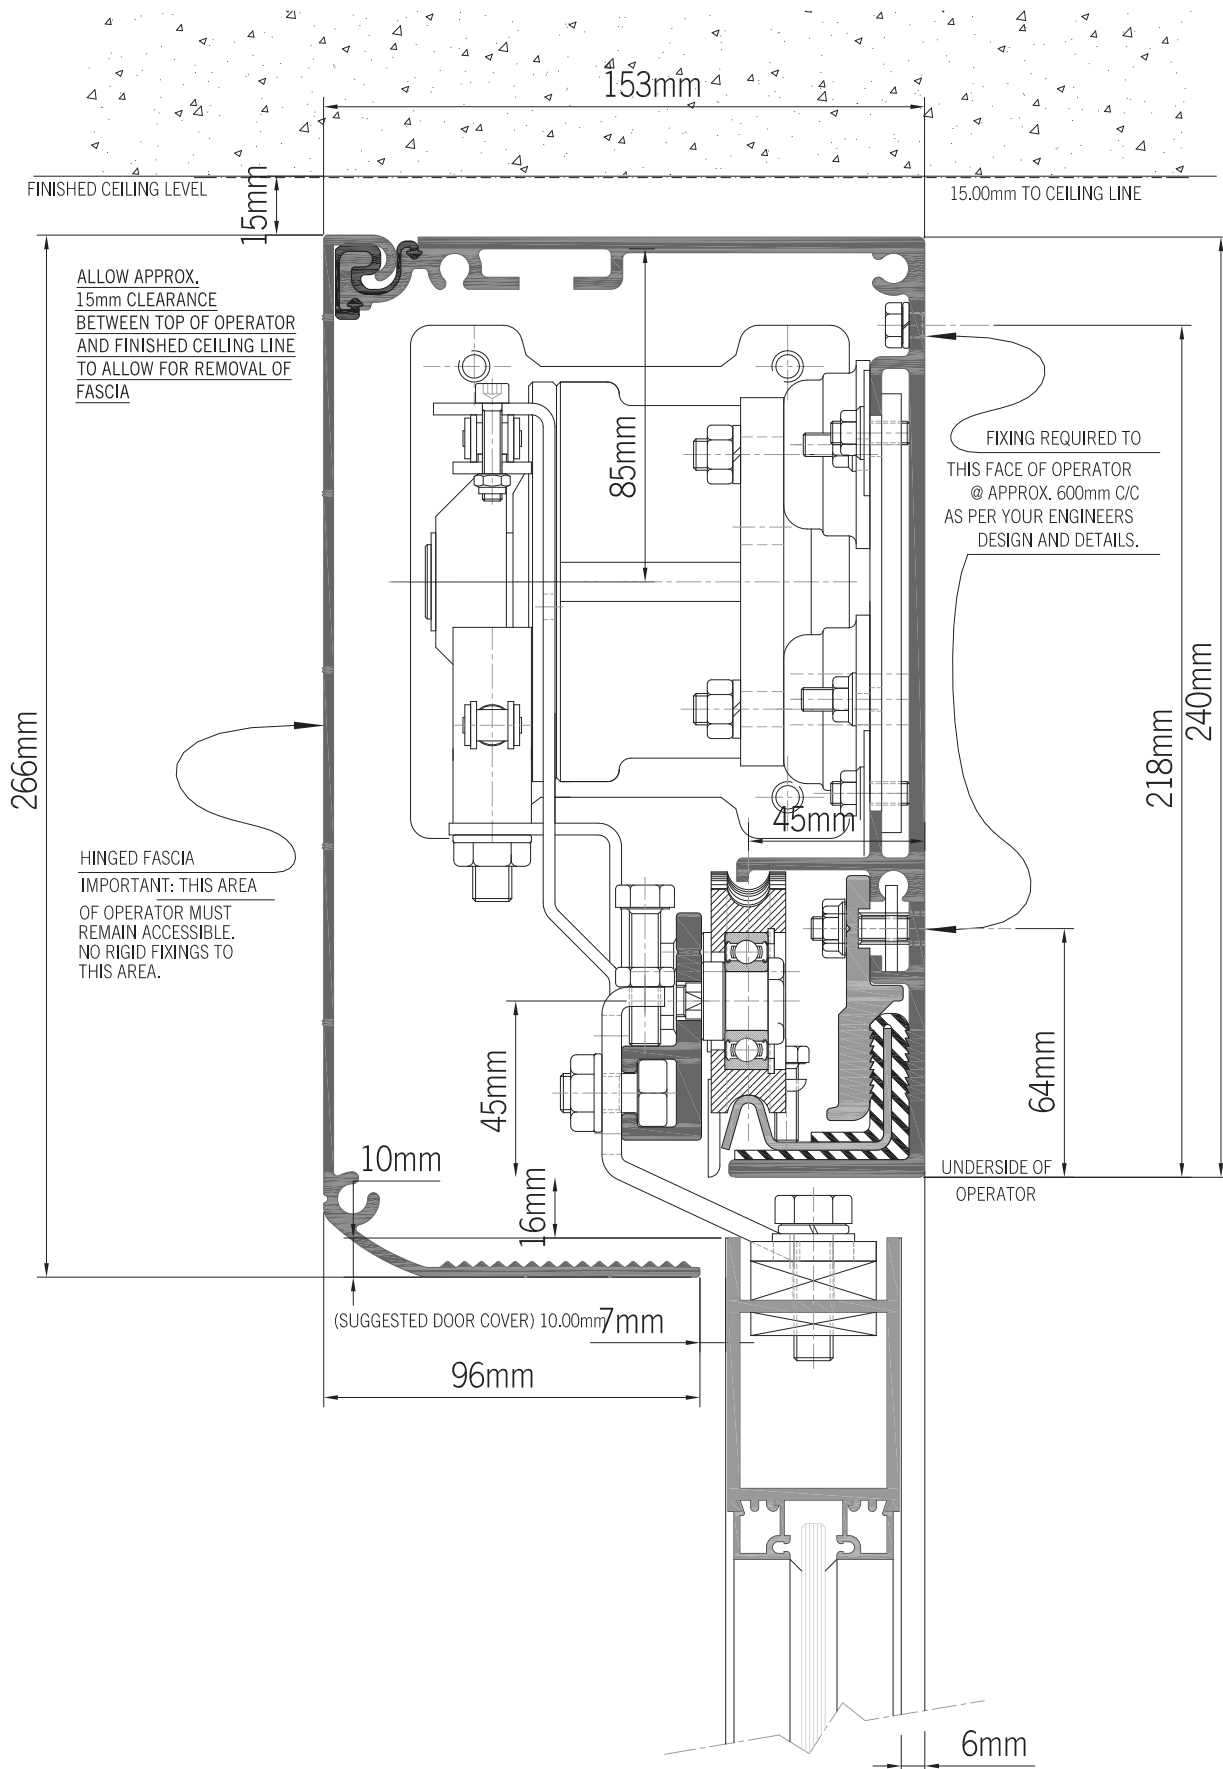 153mm
FINISHED CEILING LEVEL
15mm
15.00mm TO CEILING LINE
ALLOW APPROX.
15mm CLEARANCE
BETWEEN TOP OF OPERATOR
AND FINISHED CEILING LINE
TO ALLOW FOR REMOVAL OF
FASCIA
85mm
FIXING REQUIRED TO
THIS FACE OF OPERATOR
@ APPROX. 600mm C/C
AS PER YOUR ENGINEERS
DESIGN AND DETAILS.
266mm
218mm
240mm
45mm
HINGED FASCIA
IMPORTANT: THIS AREA
OF OPERATOR MUST
REMAIN ACCESSIBLE.
NO RIGID FIXINGS TO
THIS AREA.
45mm
64mm
10mm
16mm
UNDERSIDE OF
OPERATOR
(SUGGESTED DOOR COVER) 10.00mm
7mm
96mm
6mm